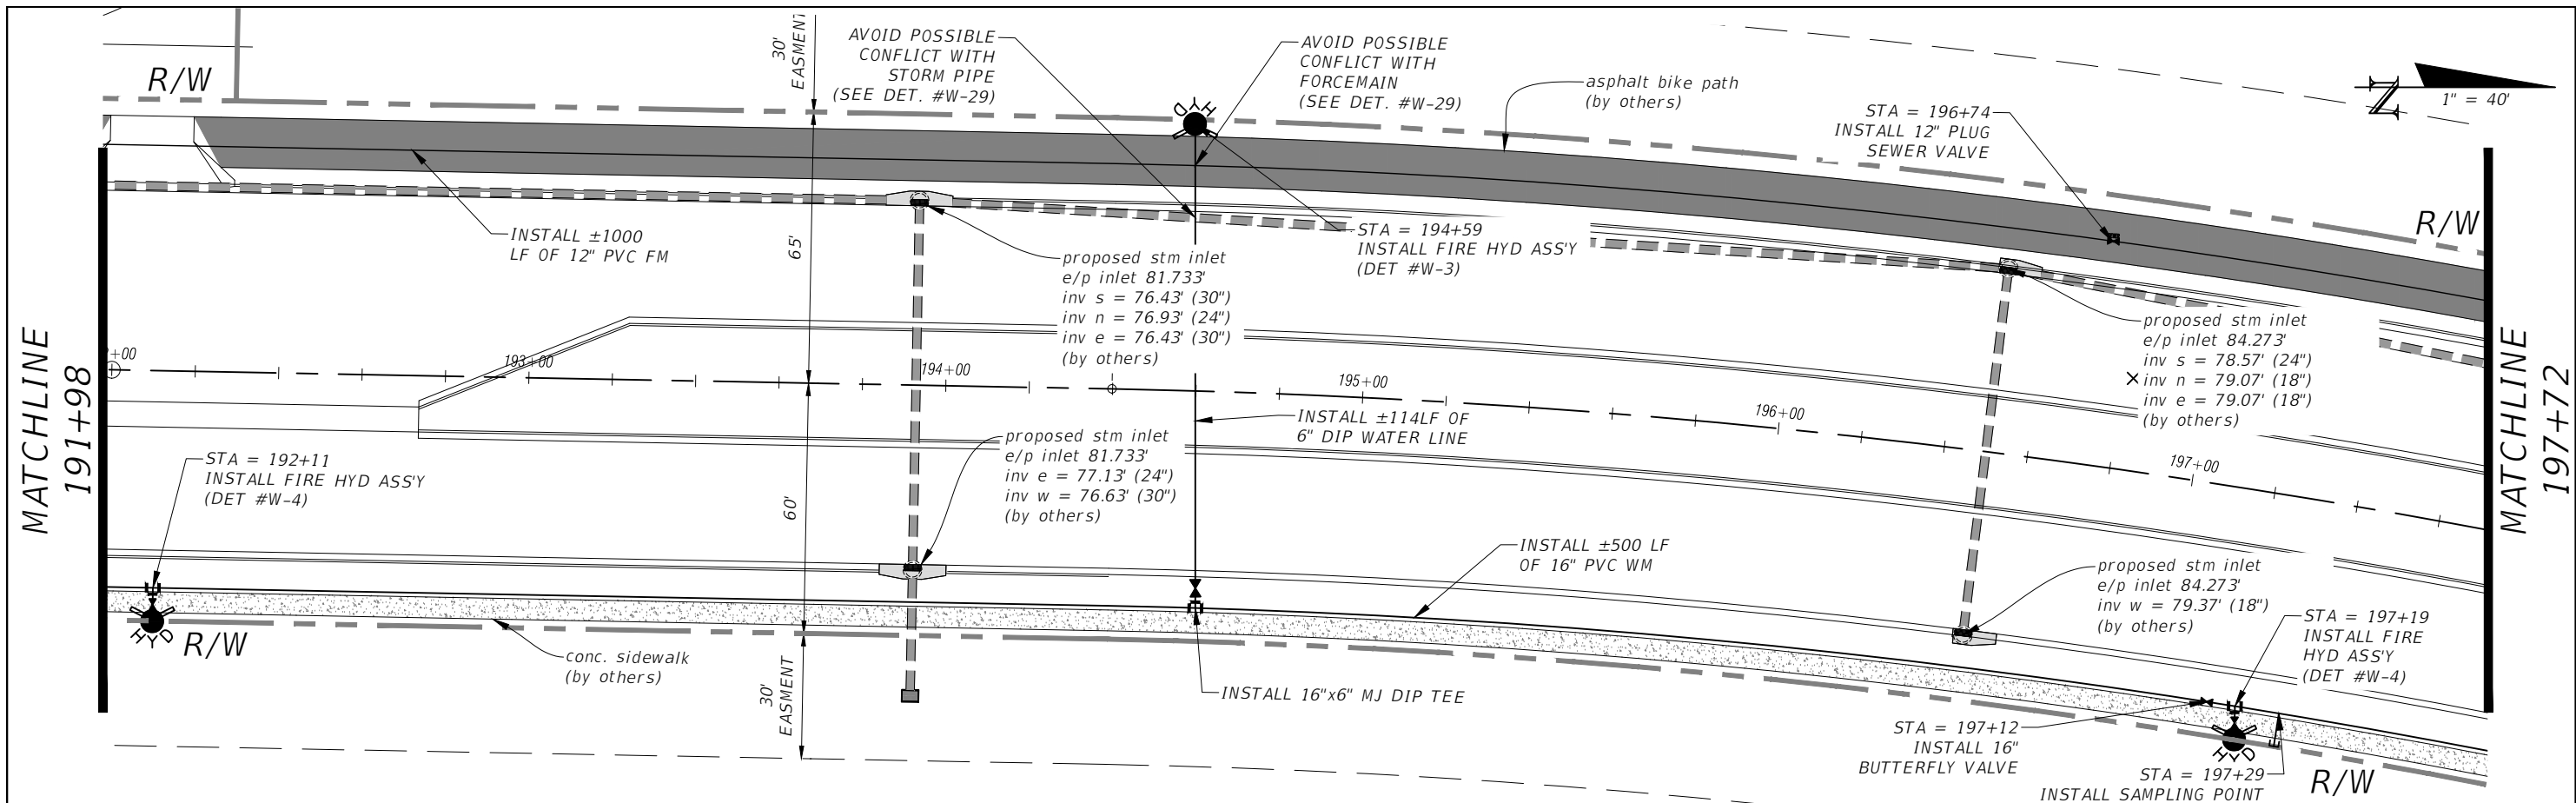 30'
EASMENT
AVOID POSSIBLE
CONFLICT WITH
STORM PIPE
(SEE DET. #W-29)
AVOID POSSIBLE
CONFLICT WITH
FORCEMAIN
(SEE DET. #W-29)
asphalt bike path
(by others)
STA = 196+74
INSTALL 12" PLUG
SEWER VALVE
N
1" = 40'
R/W
HYD
R/W
INSTALL ±1000
LF OF 12" PVC FM
65'
STA = 194+59
INSTALL FIRE HYD ASS'Y
(DET #W-3)
proposed stm inlet
e/p inlet 81.733'
inv s = 76.43' (30")
inv n = 76.93' (24")
inv e = 76.43' (30")
(by others)
proposed stm inlet
e/p inlet 84.273'
inv s = 78.57' (24")
inv n = 79.07' (18")
inv e = 79.07' (18")
(by others)
MATCHLINE
191+98
+00
193+00
194+00
195+00
196+00
197+00
MATCHLINE
197+72
INSTALL ±114LF OF
6" DIP WATER LINE
proposed stm inlet
e/p inlet 81.733'
inv e = 77.13' (24")
inv w = 76.63' (30")
(by others)
STA = 192+11
INSTALL FIRE HYD ASS'Y
(DET #W-4)
60'
INSTALL ±500 LF
OF 16" PVC WM
proposed stm inlet
e/p inlet 84.273'
inv w = 79.37' (18")
(by others)
STA = 197+19
INSTALL FIRE
HYD ASS'Y
(DET #W-4)
HYD
R/W
conc. sidewalk
(by others)
30'
EASMENT
INSTALL 16"x6" MJ DIP TEE
STA = 197+12
INSTALL 16"
BUTTERFLY VALVE
HYD
STA = 197+29
INSTALL SAMPLING POINT
R/W